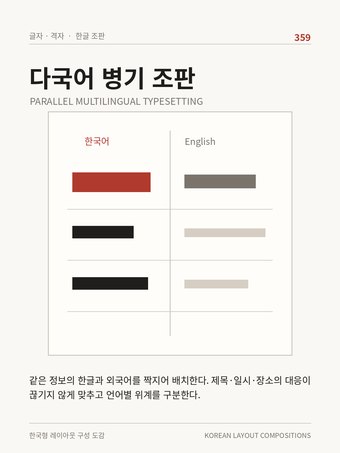 글자 · 격자 · 한글 조판
359
다국어 병기 조판
PARALLEL MULTILINGUAL TYPESETTING
한국어
English
같은 정보의 한글과 외국어를 짝지어 배치한다. 제목·일시·장소의 대응이
끊기지 않게 맞추고 언어별 위계를 구분한다.
한국형 레이아웃 구성 도감
KOREAN LAYOUT COMPOSITIONS